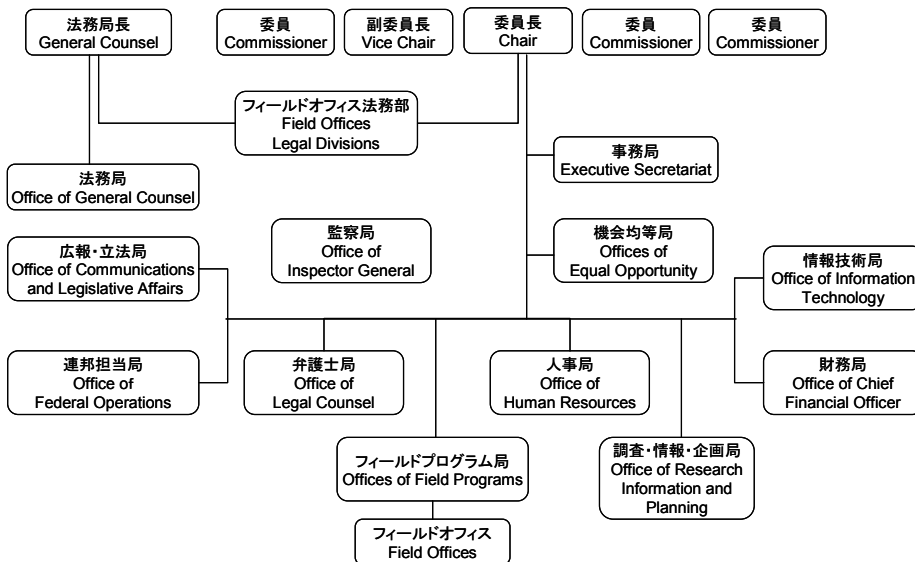 法務局長
General Counsel
委員
Commissioner
副委員長
Vice Chair
委員長
Chair
委員
Commissioner
委員
Commissioner
フィールドオフィス法務部
Field Offices
Legal Divisions
事務局
Executive Secretariat
法務局
Office of General Counsel
監察局
Office of
Inspector General
機会均等局
Offices of
Equal Opportunity
広報・立法局
Office of Communications
and Legislative Affairs
情報技術局
Office of Information
Technology
連邦担当局
Office of
Federal Operations
弁護士局
Office of
Legal Counsel
人事局
Office of
Human Resources
財務局
Office of Chief
Financial Officer
フィールドプログラム局
Offices of Field Programs
調査・情報・企画局
Office of Research
Information and
Planning
フィールドオフィス
Field Offices